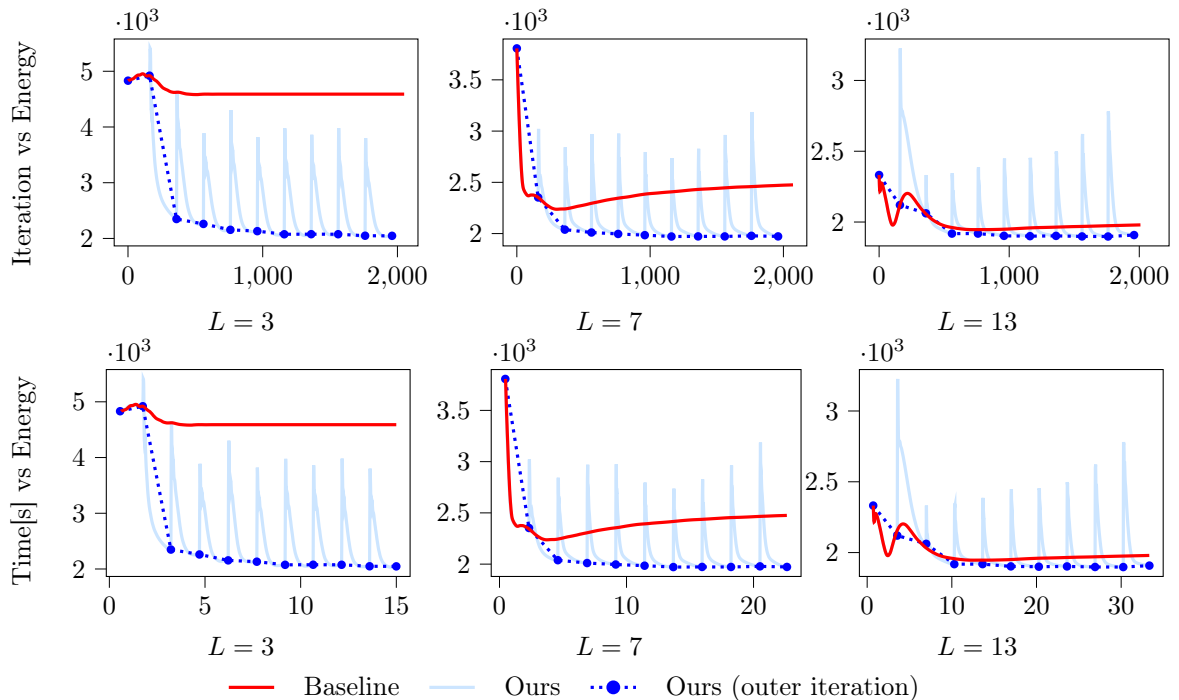 ·10³ ·10³ ·10³
Iteration vs Energy
5
4
3
2
0 1,000 2,000
3.5
3
2.5
2
0 1,000 2,000
3
2.5
2
0 1,000 2,000
L = 3 L = 7 L = 13
·10³ ·10³ ·10³
Time[s] vs Energy
5
4
3
2
0 5 10 15
3.5
3
2.5
2
0 10 20
3
2.5
2
0 10 20 30
L = 3 L = 7 L = 13
Baseline Ours Ours (outer iteration)